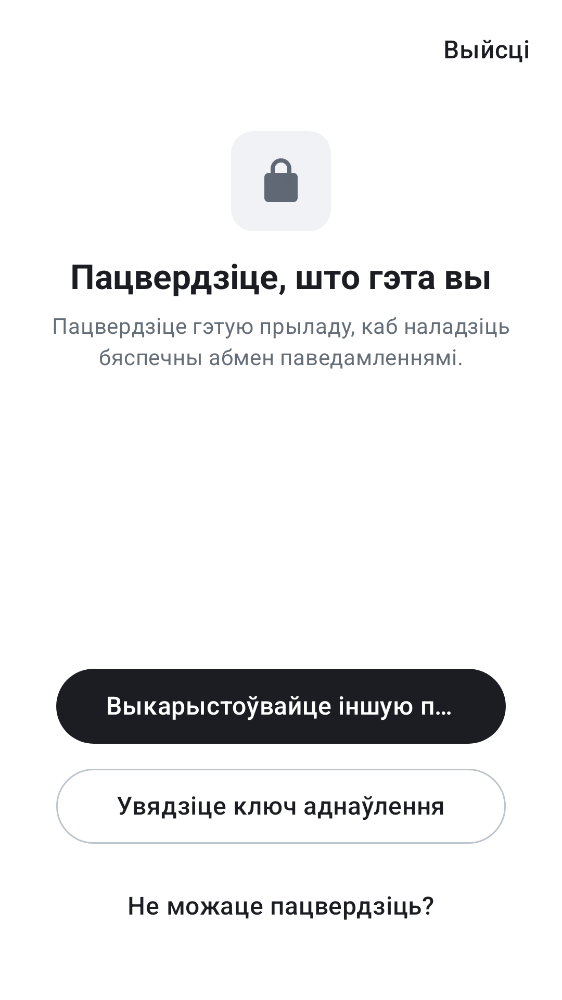 Выйсці
Пацвердзіце, што гэта вы
Пацвердзіце гэтую прыладу, каб наладзіць
бяспечны абмен паведамленнямі.
Выкарыстоўвайце іншую п...
Увядзіце ключ аднаўлення
Не можаце пацвердзіць?